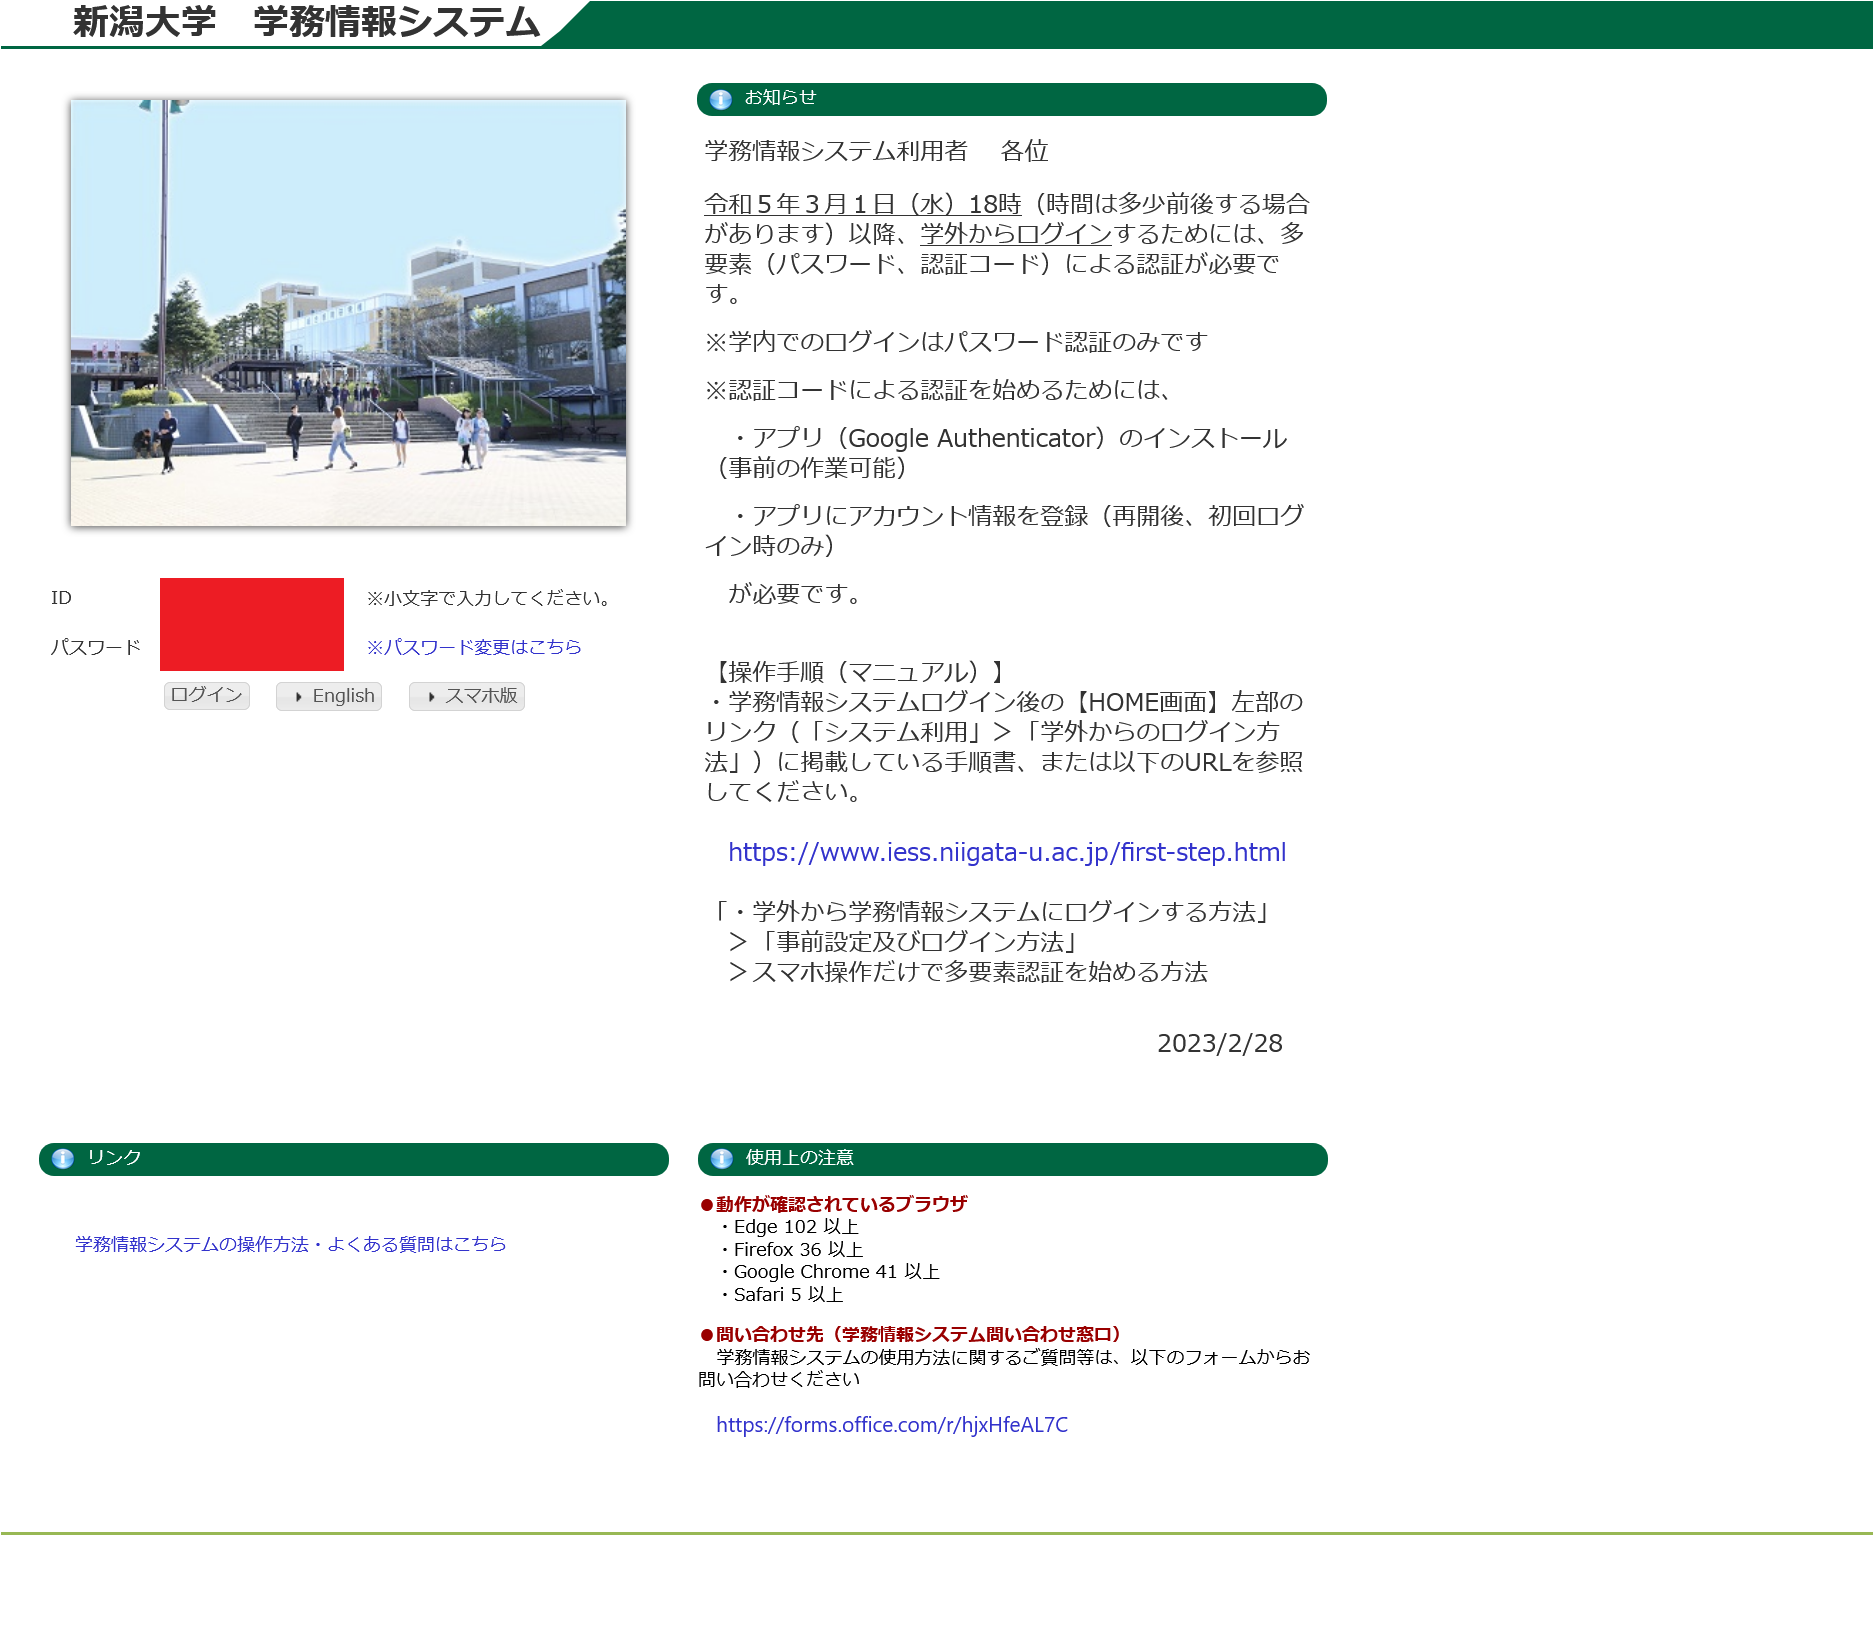 新潟大学　学務情報システム
ID
※小文字で入力してください。
パスワード
※パスワード変更はこちら
ログイン
English
スマホ版
お知らせ
学務情報システム利用者　 各位
令和５年３月１日（水）18時（時間は多少前後する場合
があります）以降、学外からログインするためには、多
要素（パスワード、認証コード）による認証が必要で
す。
※学内でのログインはパスワード認証のみです
※認証コードによる認証を始めるためには、
・アプリ（Google Authenticator）のインストール
（事前の作業可能）
・アプリにアカウント情報を登録（再開後、初回ログ
イン時のみ）
が必要です。
【操作手順（マニュアル）】
・学務情報システムログイン後の【HOME画面】左部の
リンク（「システム利用」＞「学外からのログイン方
法」）に掲載している手順書、または以下のURLを参照
してください。
https://www.iess.niigata-u.ac.jp/first-step.html
「・学外から学務情報システムにログインする方法」
＞「事前設定及びログイン方法」
＞スマホ操作だけで多要素認証を始める方法
2023/2/28
リンク
学務情報システムの操作方法・よくある質問はこちら
使用上の注意
●動作が確認されているブラウザ
・Edge 102 以上
・Firefox 36 以上
・Google Chrome 41 以上
・Safari 5 以上
●問い合わせ先（学務情報システム問い合わせ窓口）
学務情報システムの使用方法に関するご質問等は、以下のフォームからお
問い合わせください
https://forms.office.com/r/hjxHfeAL7C